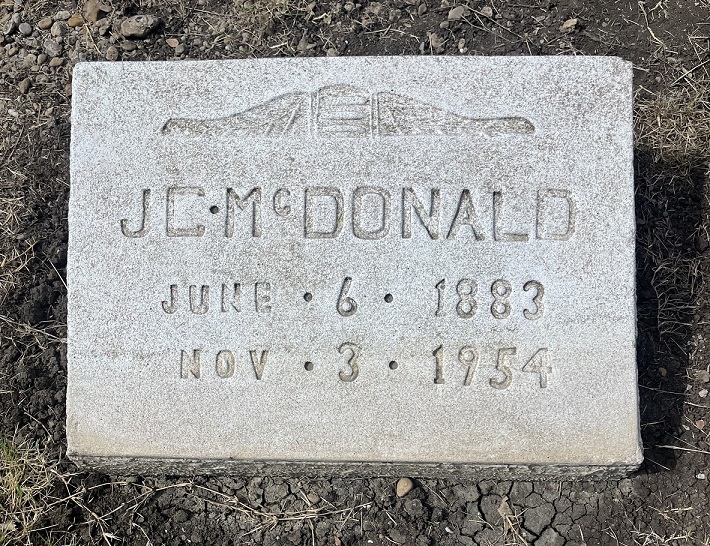 JC·McDONALD
JUNE · 6 · 1883
NOV · 3 · 1954